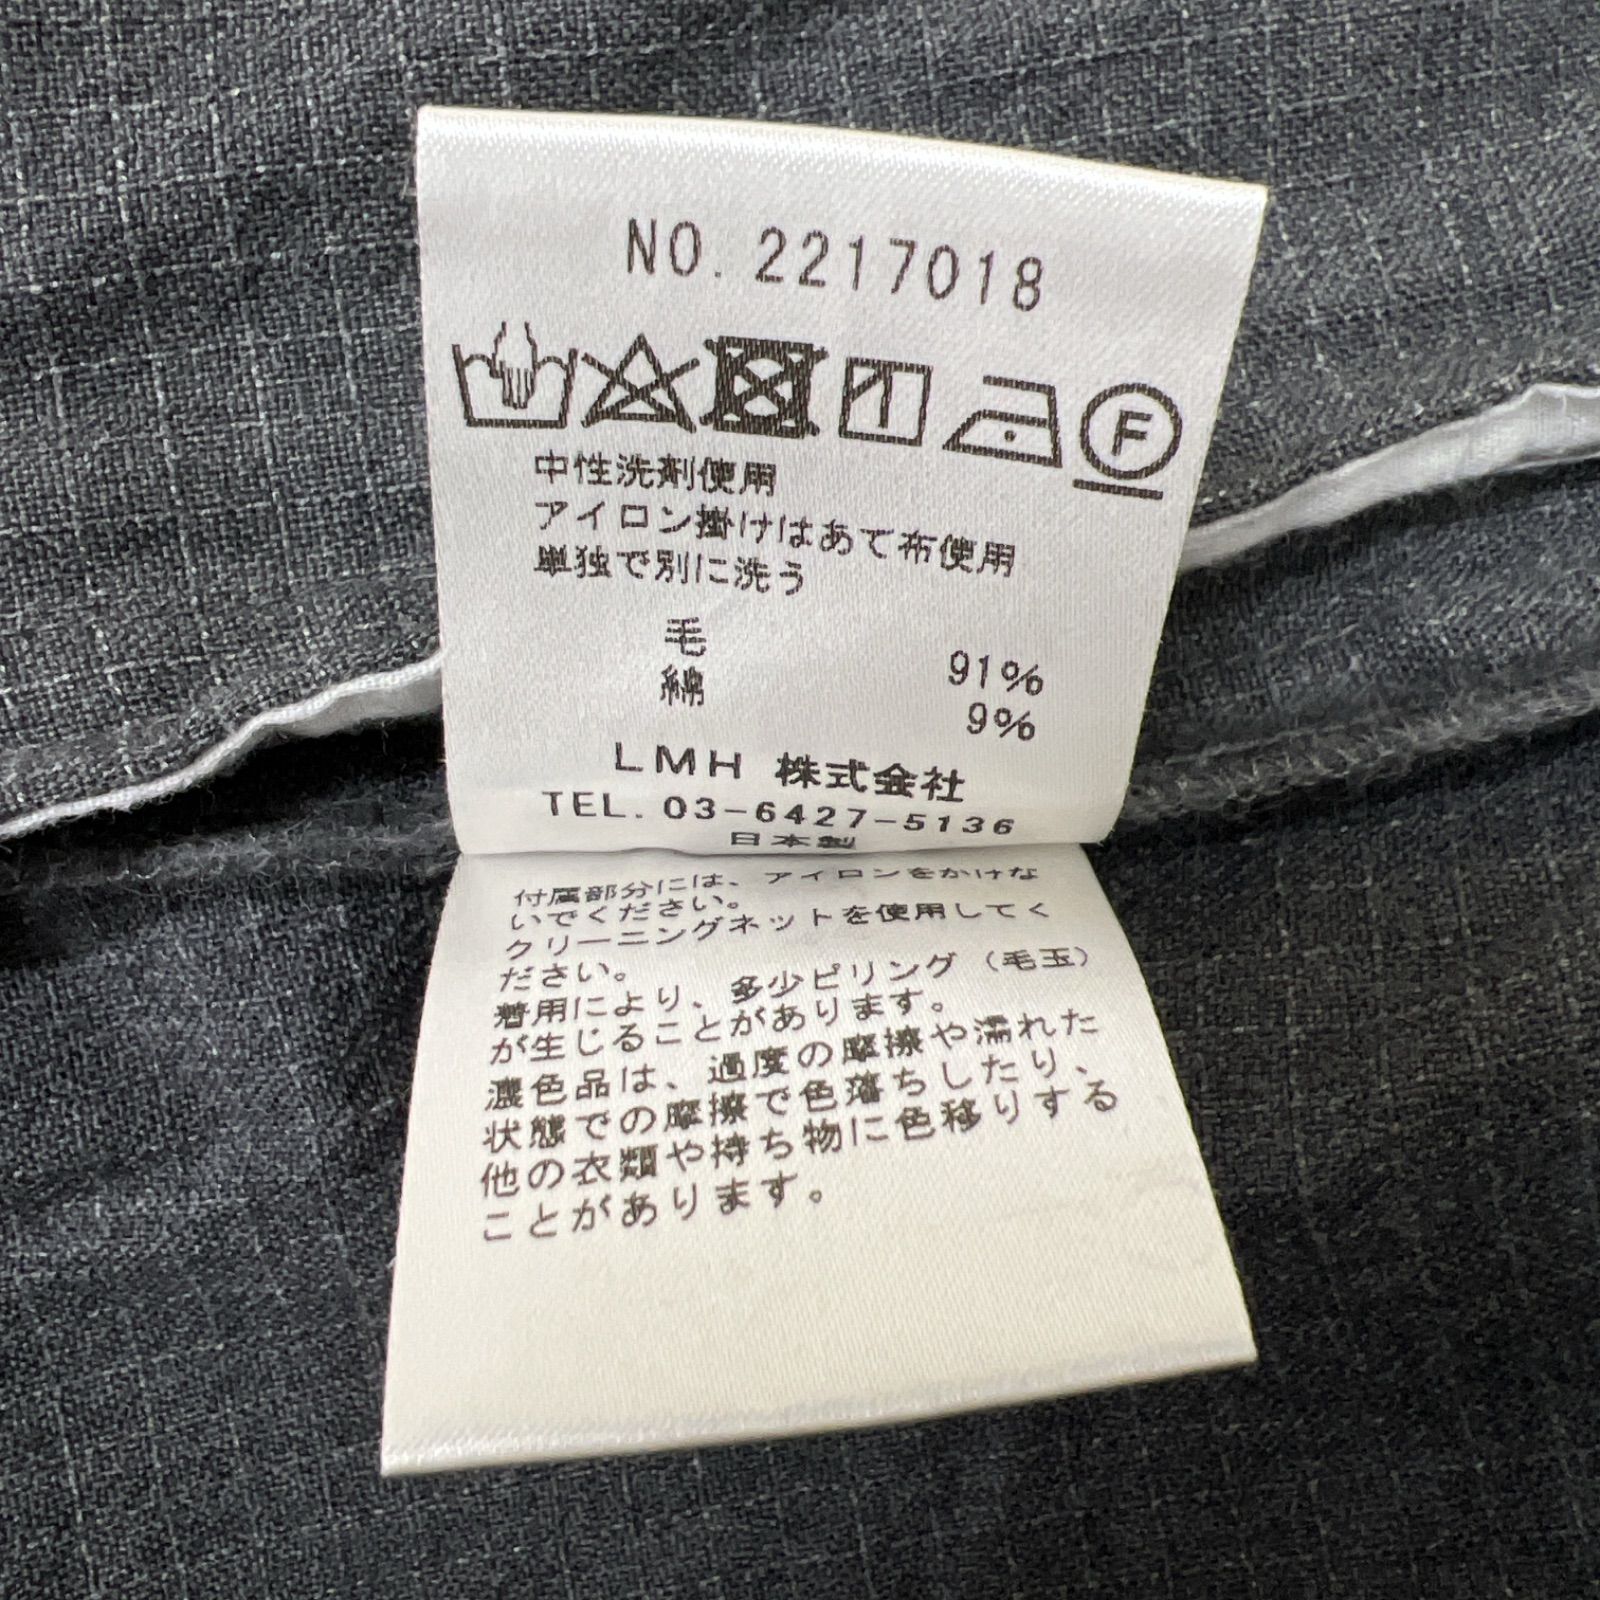 NO. 2217018
F
中性洗剤使用
アイロン掛けはあて布使用
単独で別に洗う
毛 91%
綿 9%
LMH 株式会社
TEL. 03-6427-5136
日本製
付属部分には、アイロンをかけな
いでください。
クリーニングネットを使用してく
ださい。
着用により、多少ピリング（毛玉）
が生じることがあります。
濃色品は、過度の摩擦や濡れた
状態での摩擦で色落ちしたり、
他の衣類や持ち物に色移りする
ことがあります。